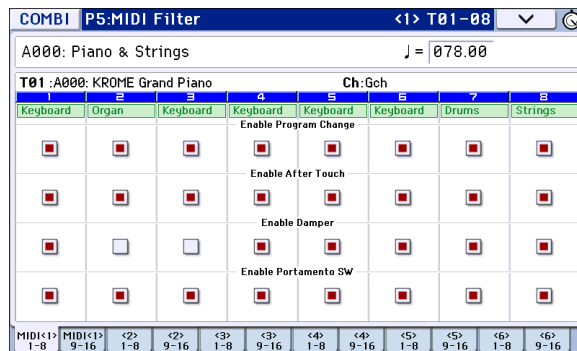 COMBI P5:MIDI Filter <1> T01-08
A000: Piano & Strings ♩= 078.00
T01 :A000: KROME Grand Piano Ch:Gch
1 2 3 4 5 6 7 8
Keyboard Organ Keyboard Keyboard Keyboard Keyboard Drums Strings
Enable Program Change
Enable After Touch
Enable Damper
Enable Portamento SW
MIDI<1> MIDI<1> <2> <2> <3> <3> <4> <4> <5> <5> <6> <6>
1-8 9-16 1-8 9-16 1-8 9-16 1-8 9-16 1-8 9-16 1-8 9-16